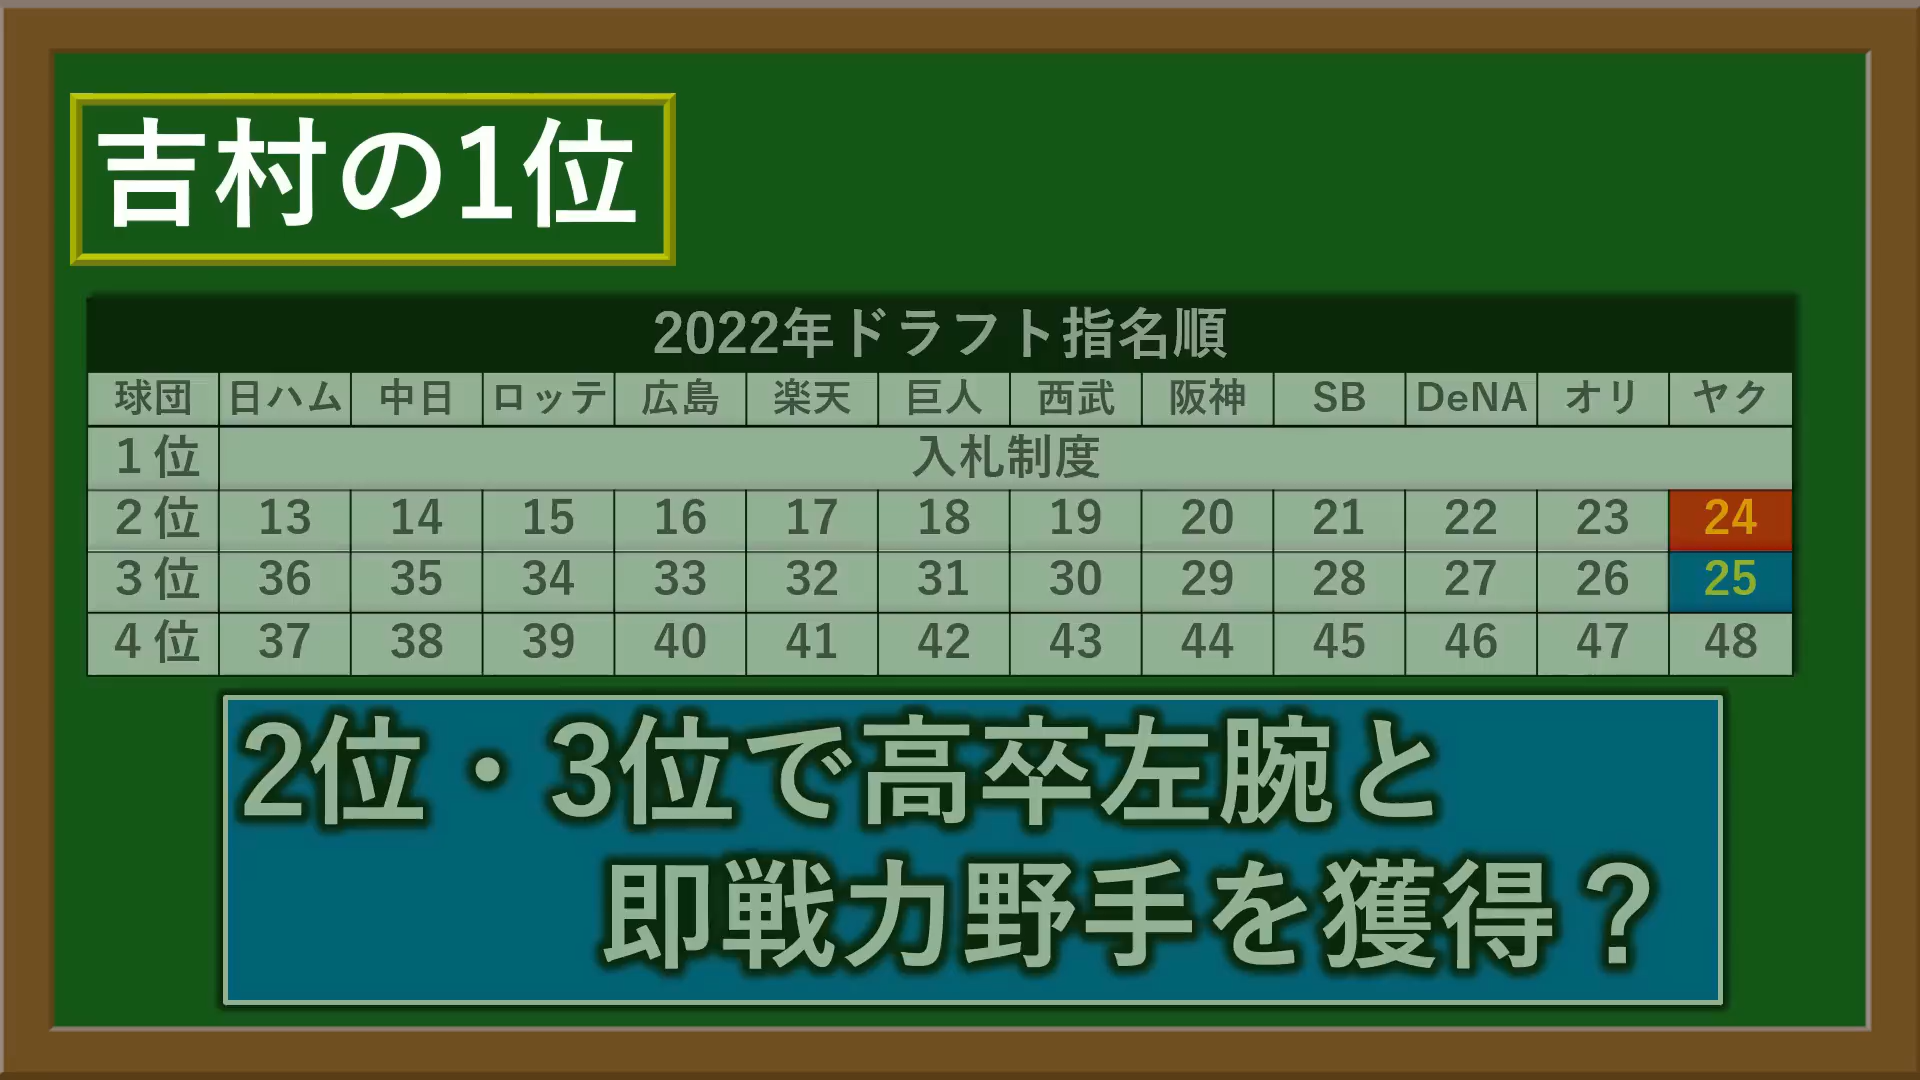 吉村の1位
2022年ドラフト指名順
球団 日ハム 中日 ロッテ 広島 楽天 巨人 西武 阪神 SB DeNA オリ ヤク
1位 入札制度
2位 13 14 15 16 17 18 19 20 21 22 23 24
3位 36 35 34 33 32 31 30 29 28 27 26 25
4位 37 38 39 40 41 42 43 44 45 46 47 48
2位・3位で高卒左腕と
即戦力野手を獲得？